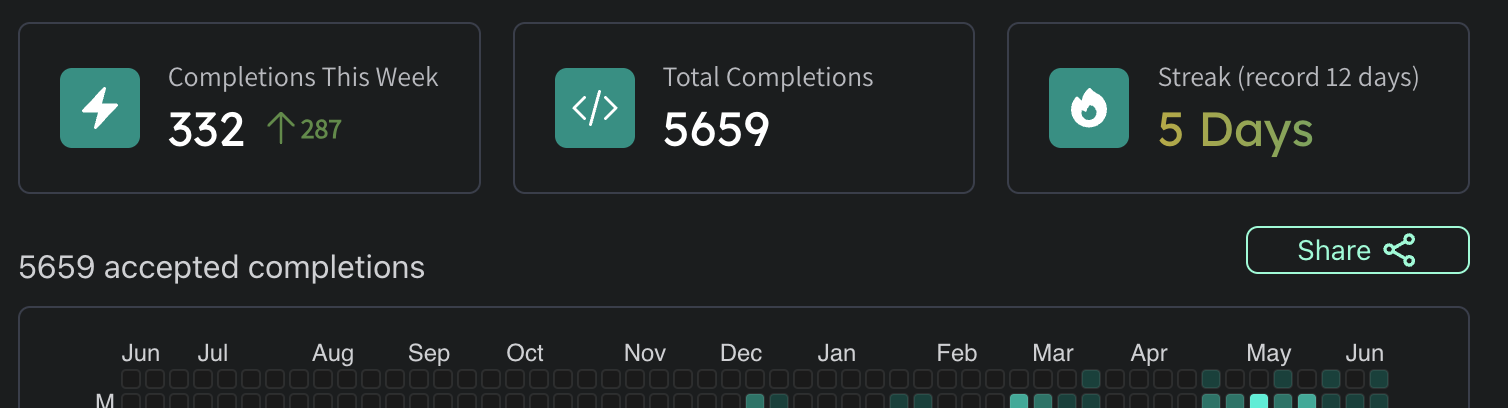 Completions This Week
332 ↑ 287
Total Completions
5659
Streak (record 12 days)
5 Days
5659 accepted completions
Share
Jun Jul Aug Sep Oct Nov Dec Jan Feb Mar Apr May Jun
M